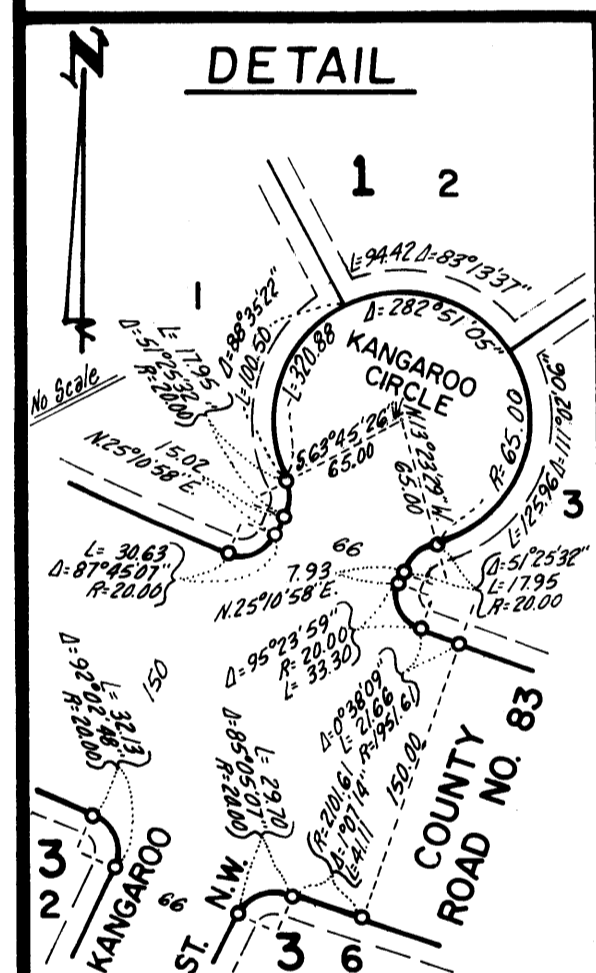 DETAIL
N
1 2
L=94.42 Δ=83°13'37"
Δ=282°51'05"
1
Δ=88°35'22"
L=100.50
L=320.88
KANGAROO
CIRCLE
L=17.95
Δ=51°25'32"
R=20.00
No Scale
S.63°45'26"W.
65.00
N.13°23'29"W.
65.00
R=65.00
L=125.96 Δ=111°02'06"
3
15.02
N.25°10'58"E.
L=30.63
Δ=87°45'07"
R=20.00
66
7.93
N.25°10'58"E.
Δ=51°25'32"
L=17.95
R=20.00
Δ=95°23'59"
R=20.00
L=33.30
Δ=0°38'09"
L=21.66
R=1951.61
150
L=32.13
Δ=92°02'46"
R=20.00
L=29.70
Δ=85°05'07"
R=20.00
R=2101.61
Δ=1°07'14"
L=41.11
150.00
COUNTY
ROAD NO. 83
3
2
KANGAROO
66
ST.
N.W.
3 6